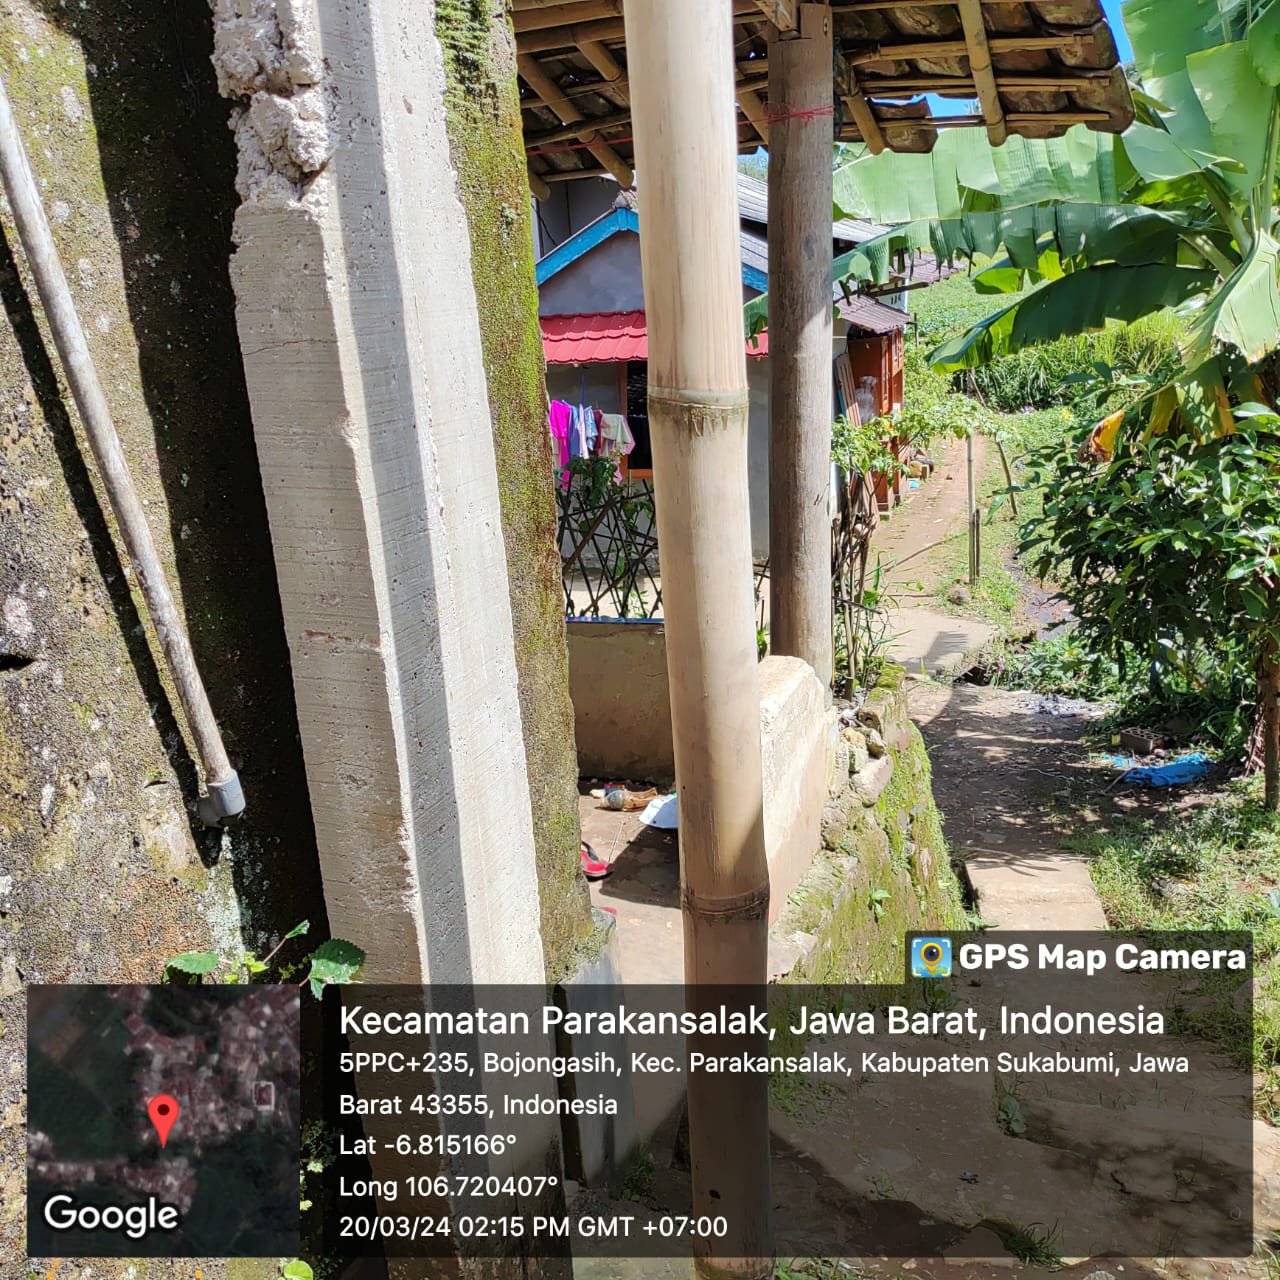 GPS Map Camera
Kecamatan Parakansalak, Jawa Barat, Indonesia
5PPC+235, Bojongasih, Kec. Parakansalak, Kabupaten Sukabumi, Jawa
Barat 43355, Indonesia
Lat -6.815166°
Long 106.720407°
20/03/24 02:15 PM GMT +07:00
Google